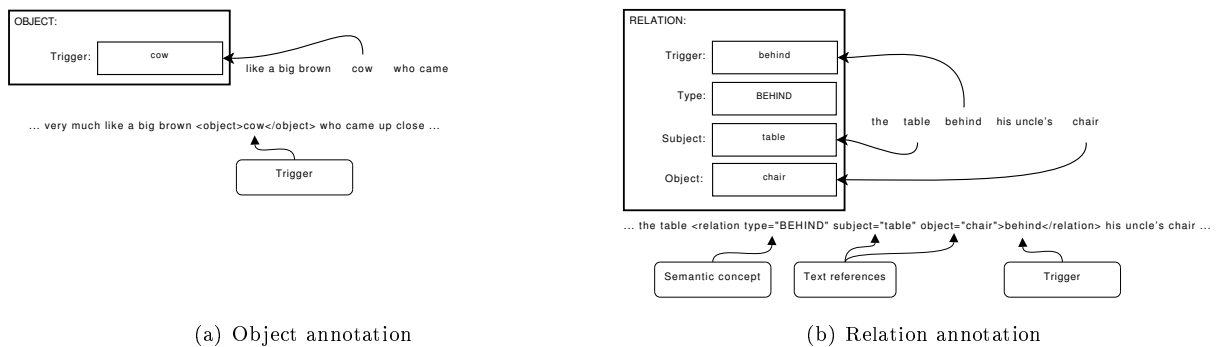 OBJECT:
Trigger: cow
like a big brown cow who came
... very much like a big brown <object>cow</object> who came up close ...
Trigger
(a) Object annotation
RELATION:
Trigger: behind
Type: BEHIND
Subject: table
Object: chair
the table behind his uncle's chair
... the table <relation type="BEHIND" subject="table" object="chair">behind</relation> his uncle's chair ...
Semantic concept Text references Trigger
(b) Relation annotation